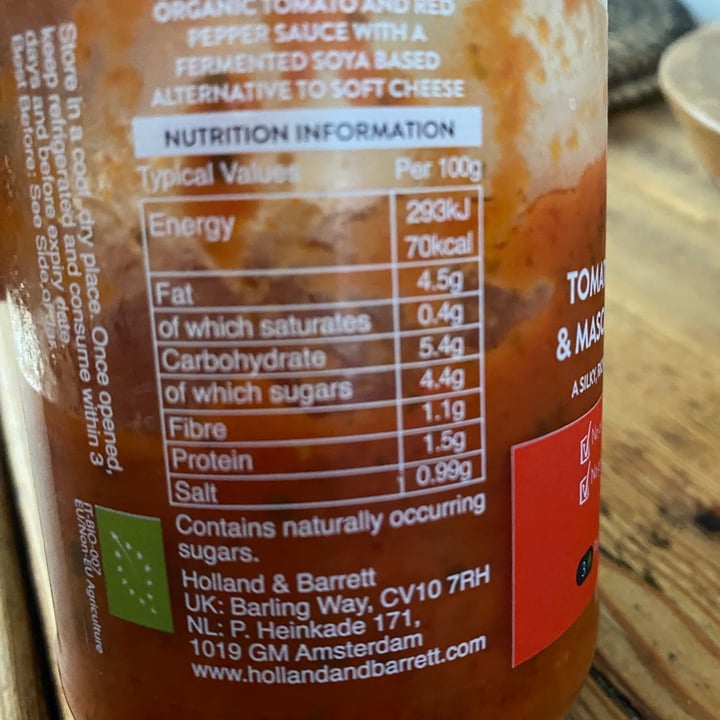 ORGANIC TOMATO AND RED
PEPPER SAUCE WITH A
FERMENTED SOYA BASED
ALTERNATIVE TO SOFT CHEESE
NUTRITION INFORMATION
Typical Values Per 100g
Energy 293kJ
70kcal
Fat 4.5g
of which saturates 0.4g
Carbohydrate 5.4g
of which sugars 4.4g
Fibre 1.1g
Protein 1.5g
Salt 0.99g
Contains naturally occurring
sugars.
Holland & Barrett
UK: Barling Way, CV10 7RH
NL: P. Heinkade 171,
1019 GM Amsterdam
www.hollandandbarrett.com
Store in a cool dry place. Once opened,
keep refrigerated and consume within 3
days and before expiry date.
Best Before: See Side of
IT-BIO-007
EU/Non-EU Agriculture
TOMA
& MASC
A SILKY,
No
3